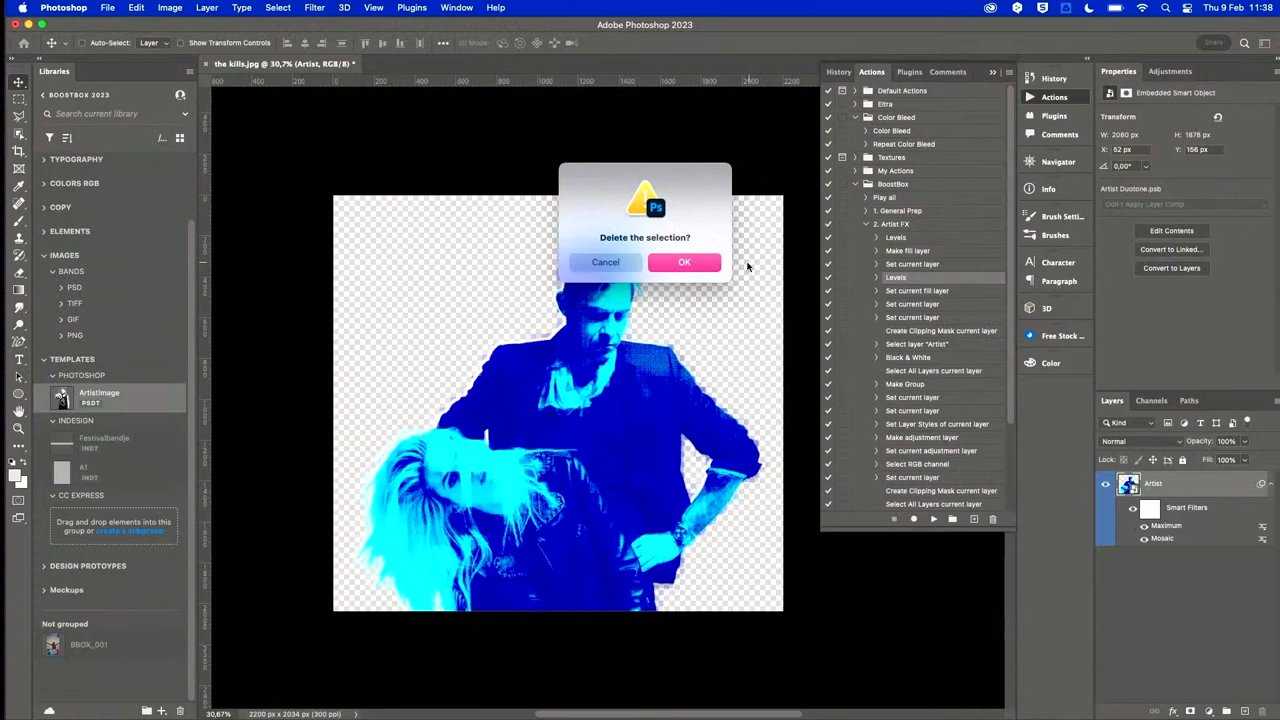 Photoshop File Edit Image Layer Type Select Filter 3D View Plugins Window Help
Thu 9 Feb 11:38
Adobe Photoshop 2023
Auto-Select: Layer Show Transform Controls
3D Mode:
Share
Libraries
BOOSTBOX 2023
Search current library
TYPOGRAPHY
COLORS RGB
COPY
ELEMENTS
IMAGES
BANDS
PSD
TIFF
GIF
PNG
TEMPLATES
PHOTOSHOP
ArtistImage
PSDT
INDESIGN
Festivalbandje
INDT
A1
INDT
CC EXPRESS
Drag and drop elements into this
group or create a subgroup.
DESIGN PROTOYPES
Mockups
Not grouped
BBOX_001
the kills.jpg @ 30,7% (Artist, RGB/8) *
Ps
Delete the selection?
Cancel OK
30,67% 2200 px x 2034 px (300 ppi)
History Actions Plugins Comments
Default Actions
Eltra
Color Bleed
Color Bleed
Repeat Color Bleed
Textures
My Actions
BoostBox
Play all
1. General Prep
2. Artist FX
Levels
Make fill layer
Set current layer
Levels
Set current fill layer
Set current layer
Set current layer
Create Clipping Mask current layer
Select layer "Artist"
Black & White
Select All Layers current layer
Make Group
Set current layer
Set current layer
Set Layer Styles of current layer
Make adjustment layer
Set current adjustment layer
Select RGB channel
Set current layer
Create Clipping Mask current layer
Select All Layers current layer
History
Actions
Plugins
Comments
Navigator
Info
Brush Setti...
Brushes
Character
Paragraph
3D
Free Stock ...
Color
Properties Adjustments
Embedded Smart Object
Transform
W: 2080 px H: 1878 px
X: 52 px Y: 156 px
0,00°
Artist Duotone.psb
Don't Apply Layer Comp
Edit Contents
Convert to Linked...
Convert to Layers
Layers Channels Paths
Kind
Normal Opacity: 100%
Lock: Fill: 100%
Artist
Smart Filters
Maximum
Mosaic